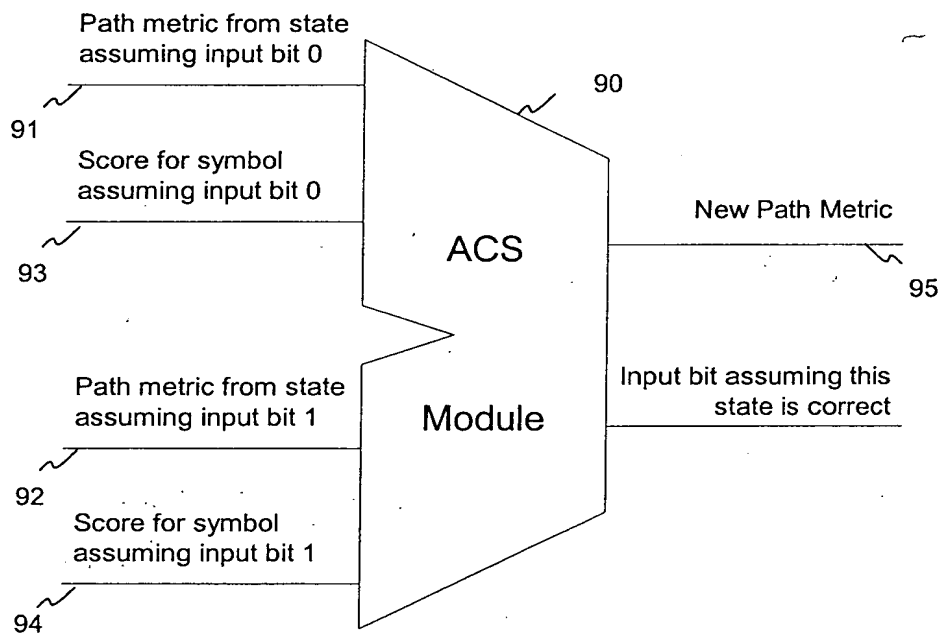 Path metric from state
assuming input bit 0
90
91
Score for symbol
assuming input bit 0
New Path Metric
ACS
93
95
Path metric from state
assuming input bit 1
Input bit assuming this
state is correct
Module
92
Score for symbol
assuming input bit 1
94